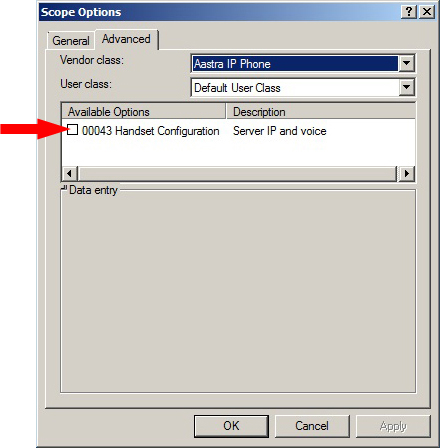 Scope Options
General Advanced
Vendor class: Aastra IP Phone
User class: Default User Class
Available Options Description
00043 Handset Configuration Server IP and voice
Data entry
OK Cancel Apply